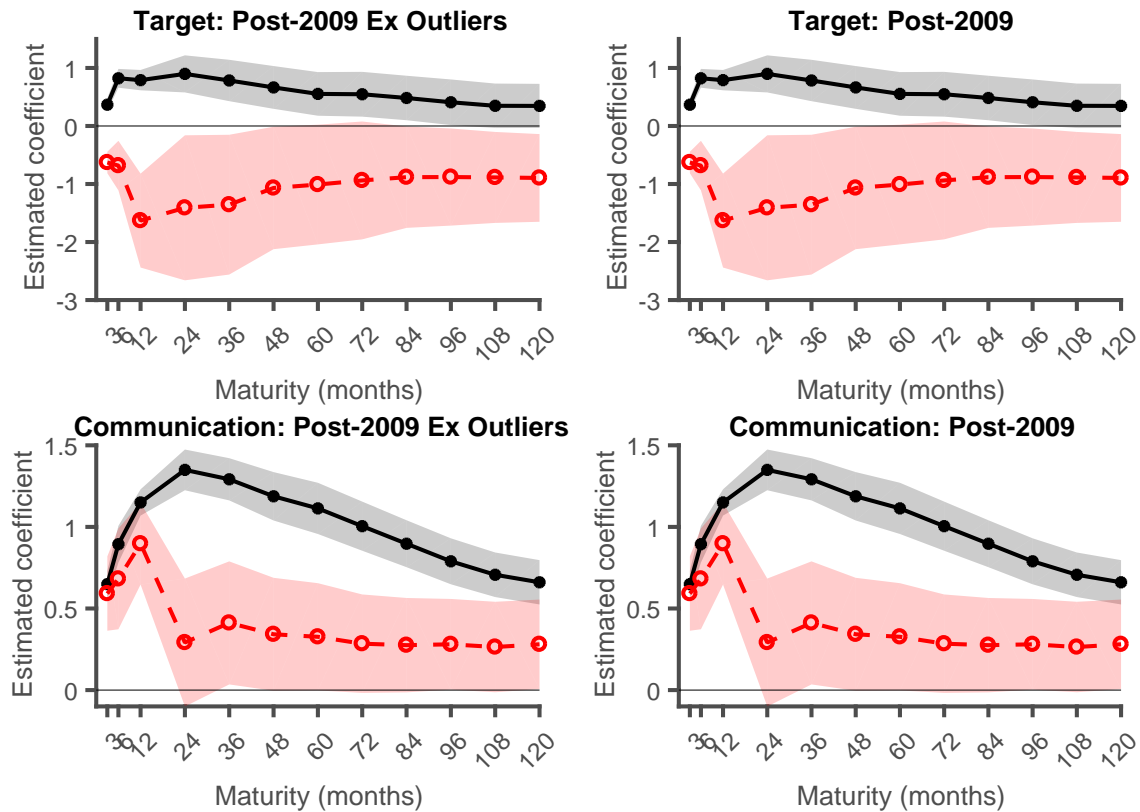 Target: Post-2009 Ex Outliers
Target: Post-2009
Estimated coefficient
1
0
-1
-2
-3
3 6 12 24 36 48 60 72 84 96 108 120
Maturity (months)
Estimated coefficient
1
0
-1
-2
-3
3 6 12 24 36 48 60 72 84 96 108 120
Maturity (months)
Communication: Post-2009 Ex Outliers
Communication: Post-2009
Estimated coefficient
1.5
1
0.5
0
3 6 12 24 36 48 60 72 84 96 108 120
Maturity (months)
Estimated coefficient
1.5
1
0.5
0
3 6 12 24 36 48 60 72 84 96 108 120
Maturity (months)